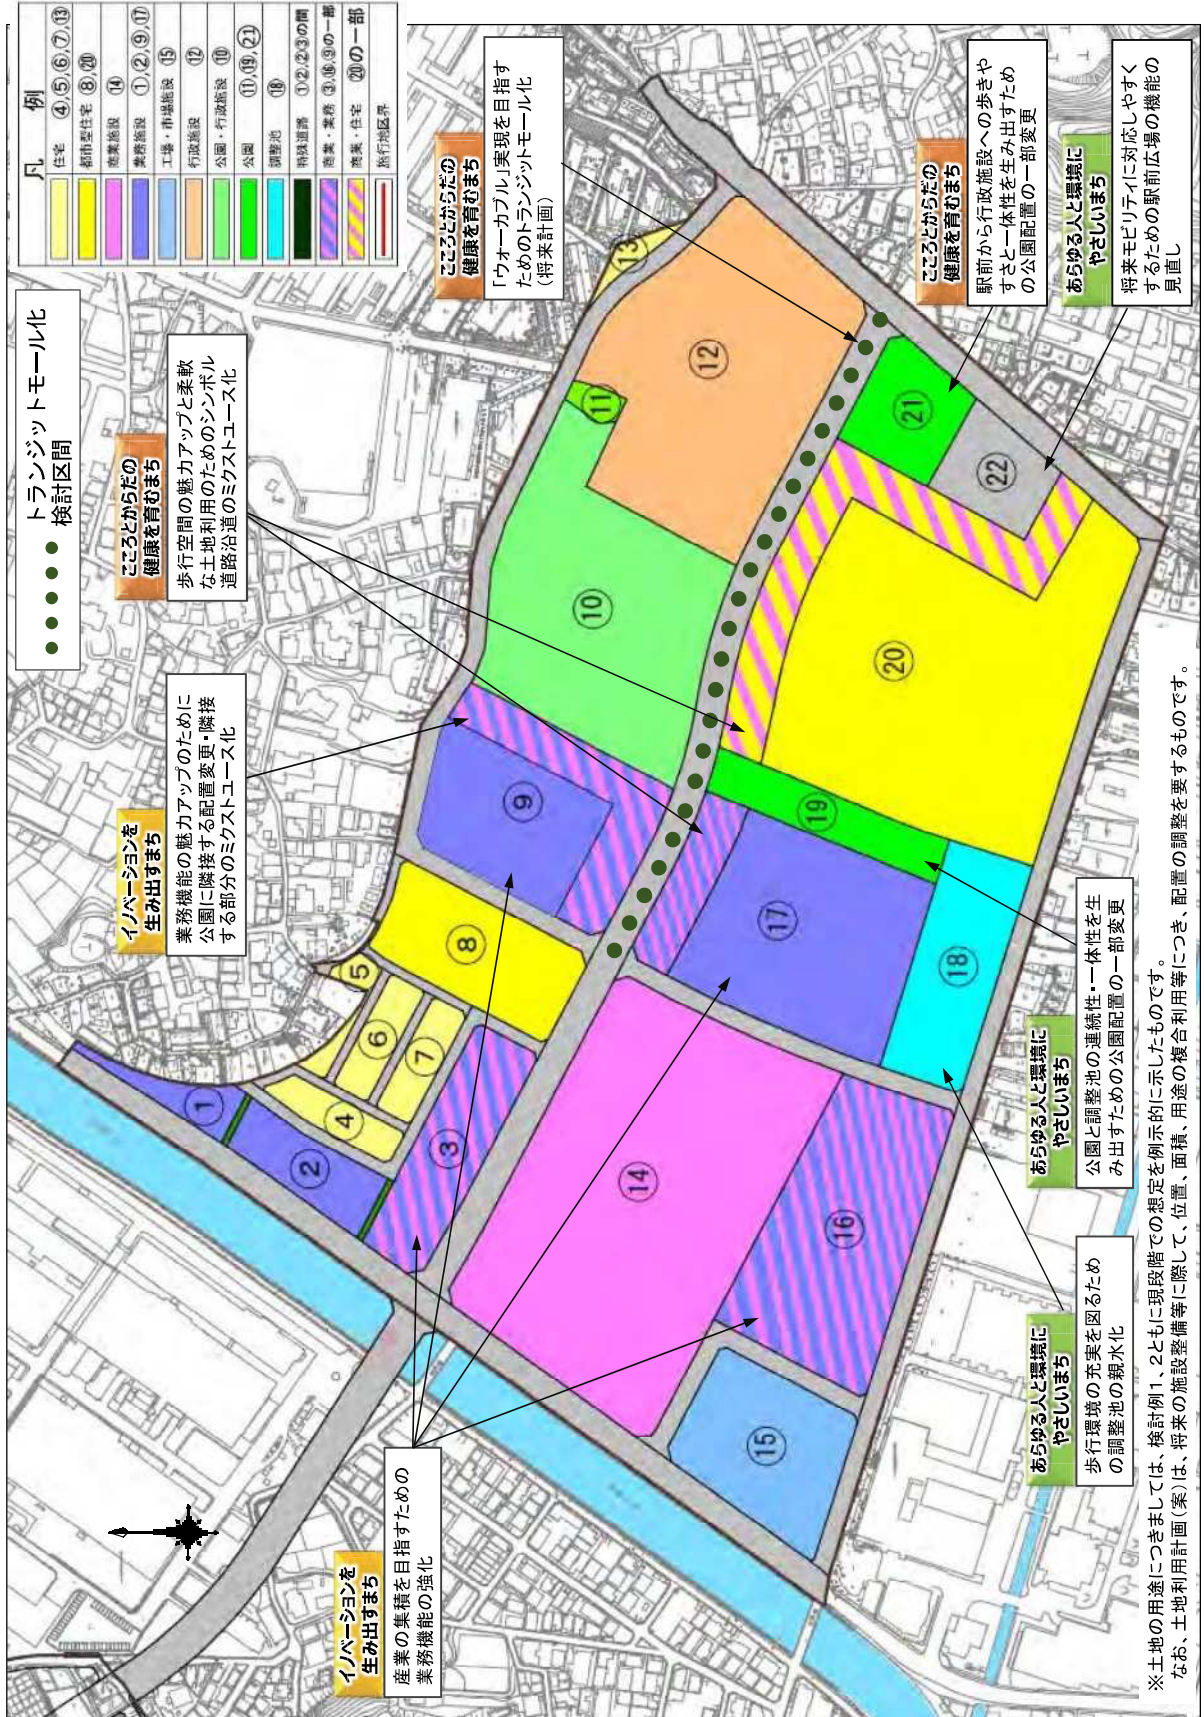 凡 例
住宅 ④,⑤,⑥,⑦,⑬
都市型住宅 ⑧,⑳
商業施設 ⑭
業務施設 ①,②,⑨,⑰
工場・市場施設 ⑮
行政施設 ⑫
公園・行政施設 ⑩
公園 ⑪,⑲,㉑
調整池 ⑱
特殊道路 ①②,②③の間
商業・業務 ③,⑯,⑨の一部
商業・住宅 ⑳の一部
施行地区界
トランジットモール化
検討区間
イノベーションを
生み出すまち
産業の集積を目指すための
業務機能の強化
イノベーションを
生み出すまち
業務機能の魅力アップのために
公園に隣接する配置変更・隣接
する部分のミクストユース化
こころとからだの
健康を育むまち
歩行空間の魅力アップと柔軟
な土地利用のためのシンボル
道路沿道のミクストユース化
こころとからだの
健康を育むまち
「ウォーカブル」実現を目指す
ためのトランジットモール化
(将来計画)
こころとからだの
健康を育むまち
駅前から行政施設への歩きや
すさと一体性を生み出すため
の公園配置の一部変更
あらゆる人と環境に
やさしいまち
将来モビリティに対応しやすく
するための駅前広場の機能の
見直し
あらゆる人と環境に
やさしいまち
公園と調整池の連続性・一体性を生
み出すための公園配置の一部変更
あらゆる人と環境に
やさしいまち
歩行環境の充実を図るため
の調整池の親水化
①
②
③
④
⑤
⑥
⑦
⑧
⑨
⑩
⑪
⑫
⑬
⑭
⑮
⑯
⑰
⑱
⑲
⑳
㉑
㉒
※土地の用途につきましては、検討例1、2ともに現段階での想定を例示的に示したものです。
なお、土地利用計画(案)は、将来の施設整備等に際して、位置、面積、用途の複合利用等につき、配置の調整を要するものです。